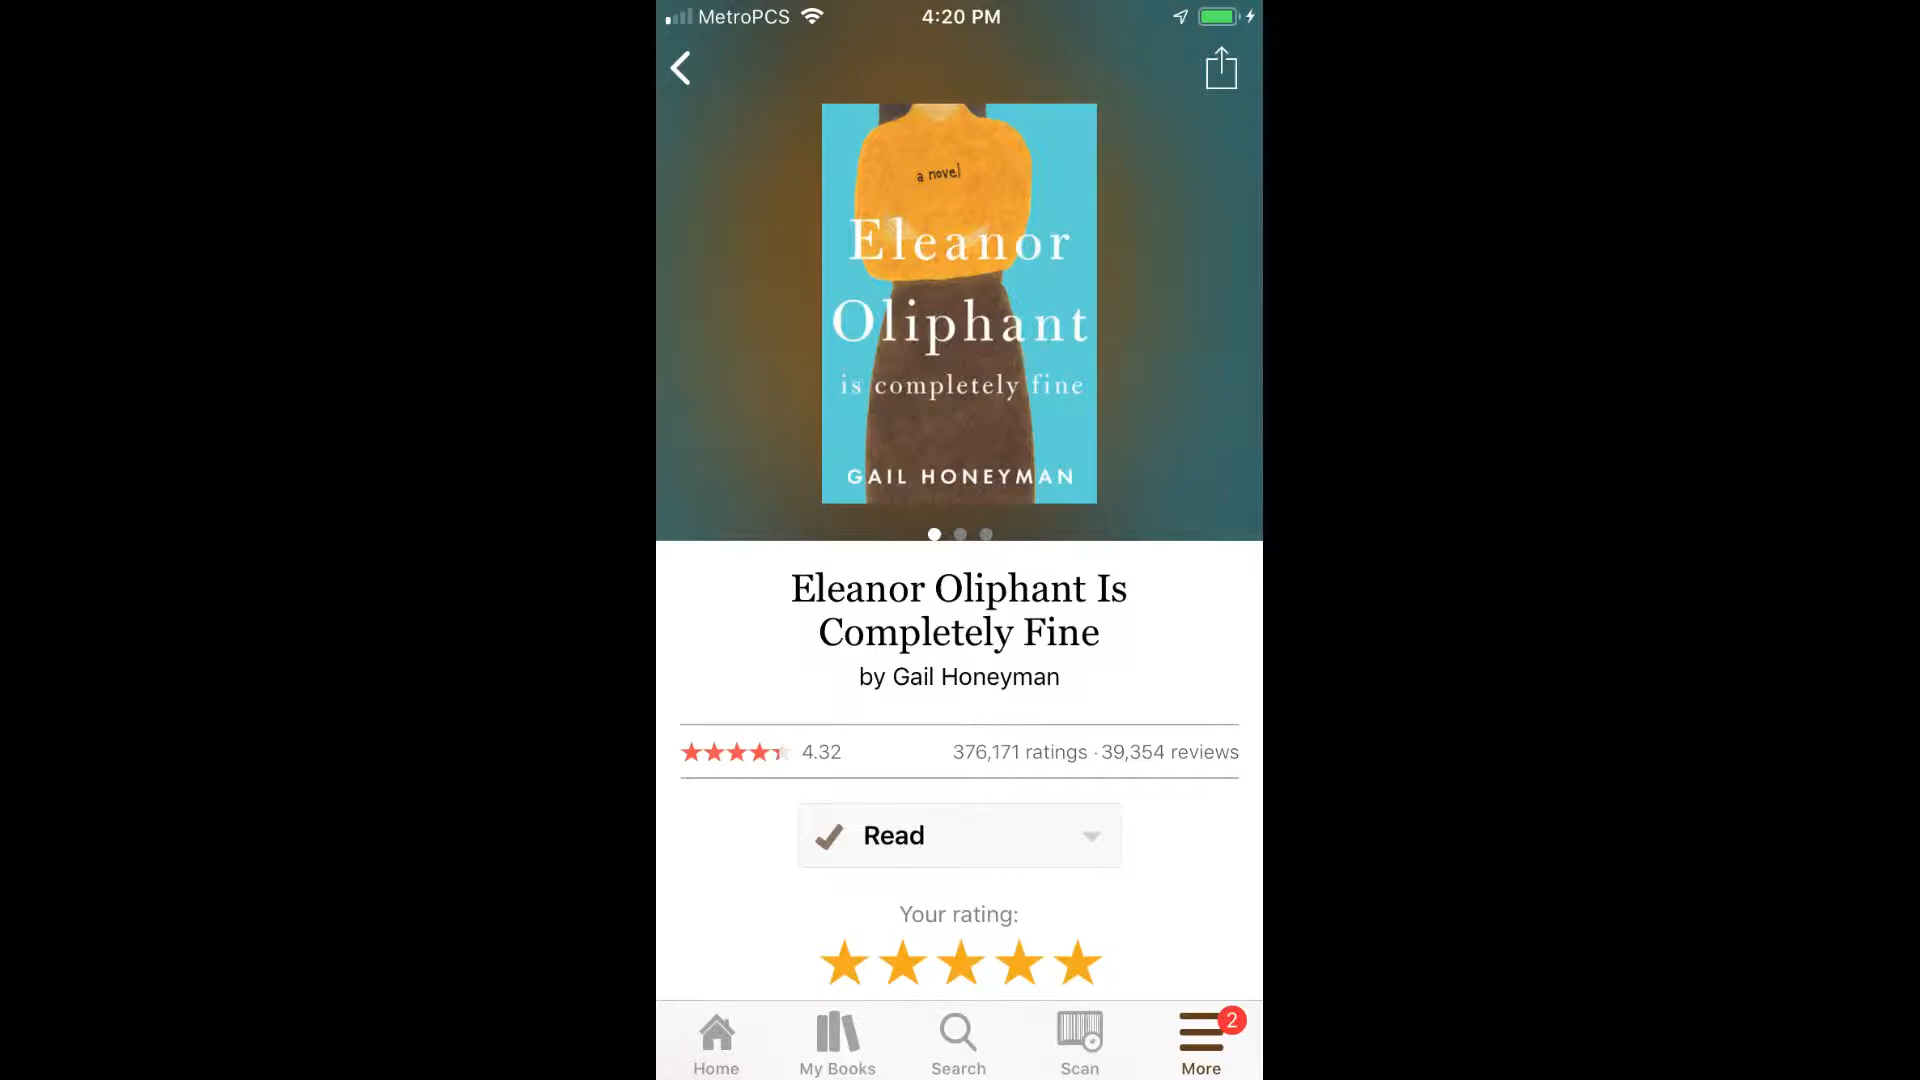 MetroPCS 4:20 PM
a novel
Eleanor
Oliphant
is completely fine
GAIL HONEYMAN
Eleanor Oliphant Is
Completely Fine
by Gail Honeyman
4.32 376,171 ratings · 39,354 reviews
Read
Your rating:
2
Home My Books Search Scan More